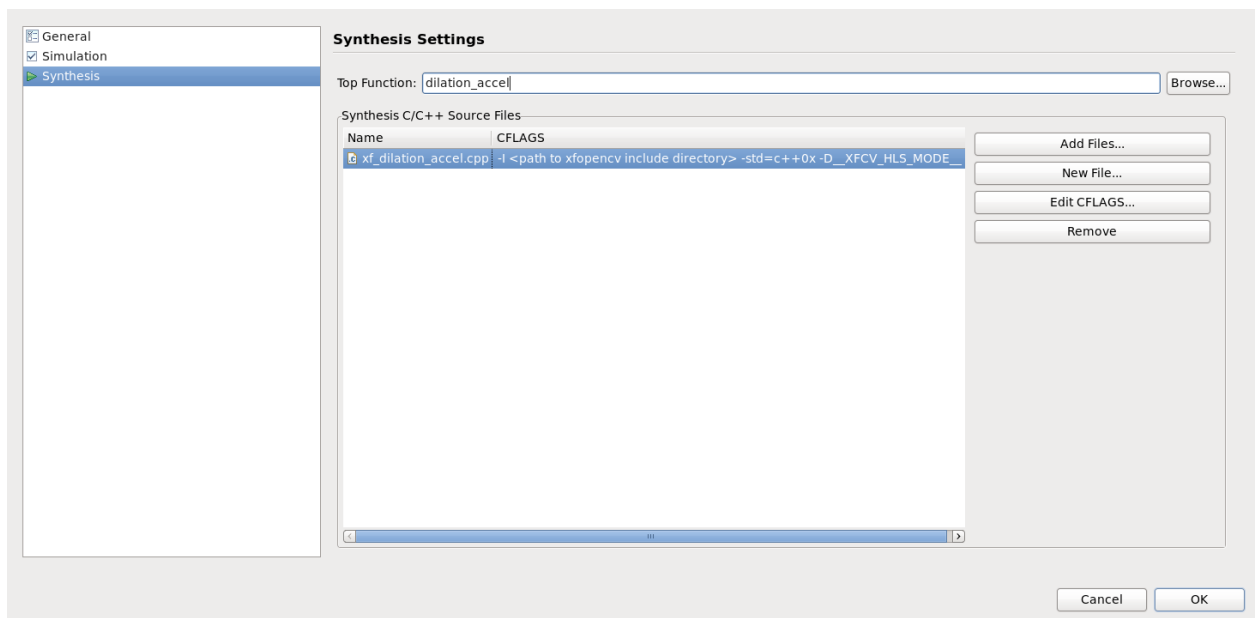 General
Simulation
Synthesis
Synthesis Settings
Top Function: dilation_accel Browse...
Synthesis C/C++ Source Files
Name CFLAGS
xf_dilation_accel.cpp -I <path to xfopencv include directory> -std=c++0x -D__XFCV_HLS_MODE__
Add Files...
New File...
Edit CFLAGS...
Remove
Cancel OK